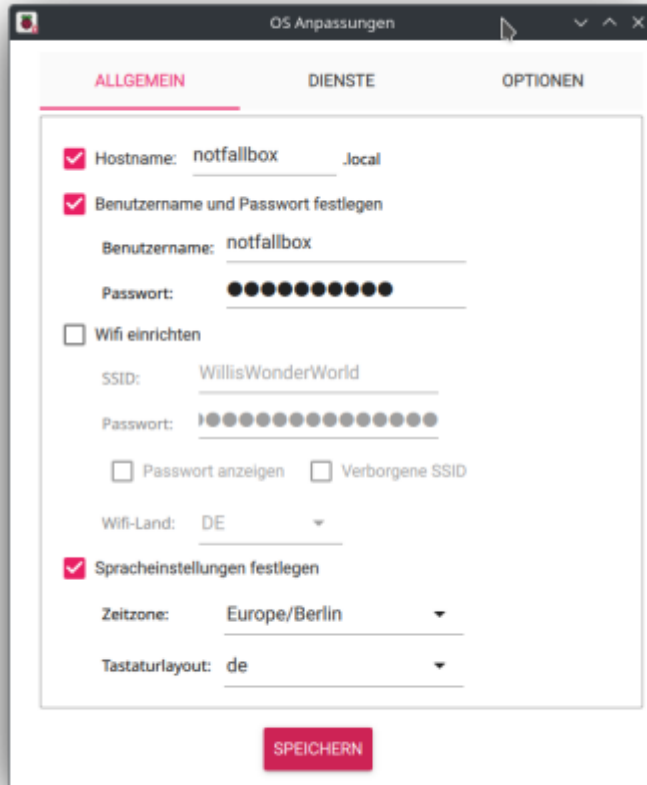 OS Anpassungen
ALLGEMEIN DIENSTE OPTIONEN
Hostname: notfallbox .local
Benutzername und Passwort festlegen
Benutzername: notfallbox
Passwort: ●●●●●●●●●●
Wifi einrichten
SSID: WillisWonderWorld
Passwort: ●●●●●●●●●●●●●●●
Passwort anzeigen Verborgene SSID
Wifi-Land: DE
Spracheinstellungen festlegen
Zeitzone: Europe/Berlin
Tastaturlayout: de
SPEICHERN